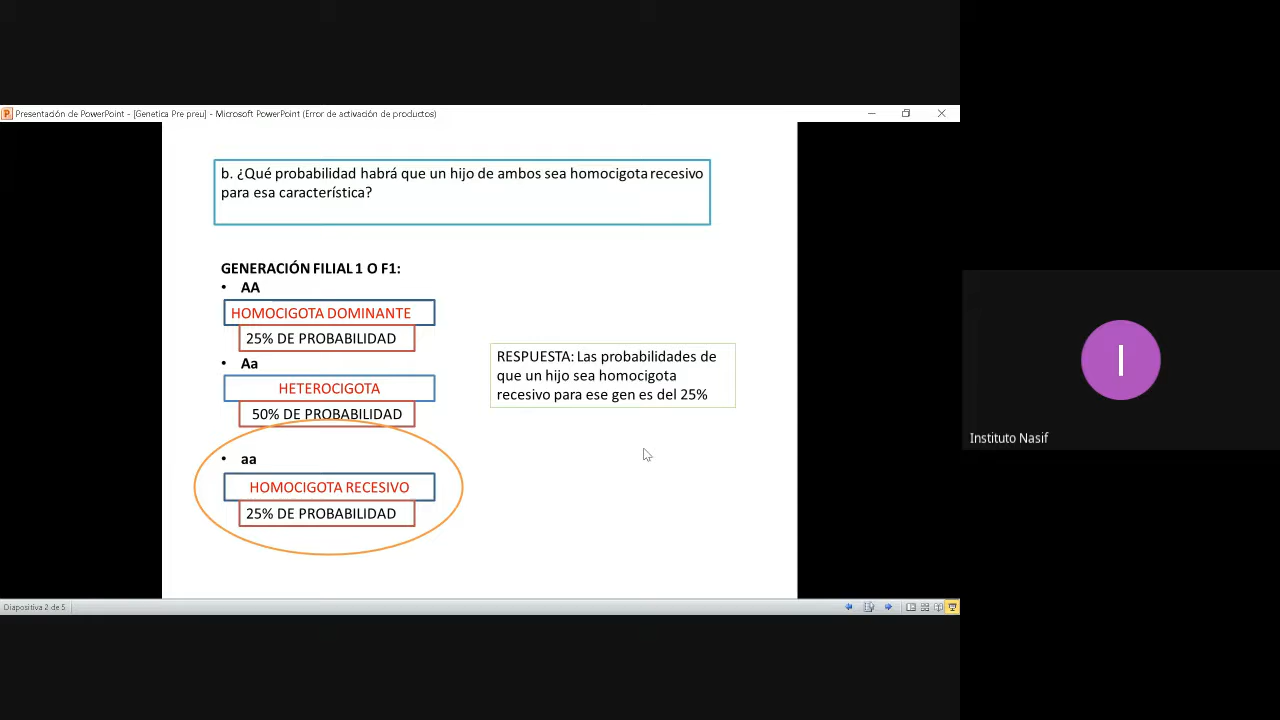 Presentación de PowerPoint - [Genetica Pre preu] - Microsoft PowerPoint (Error de activación de productos)
b. ¿Qué probabilidad habrá que un hijo de ambos sea homocigota recesivo
para esa característica?
GENERACIÓN FILIAL 1 O F1:
• AA
HOMOCIGOTA DOMINANTE
25% DE PROBABILIDAD
• Aa
HETEROCIGOTA
50% DE PROBABILIDAD
• aa
HOMOCIGOTA RECESIVO
25% DE PROBABILIDAD
RESPUESTA: Las probabilidades de
que un hijo sea homocigota
recesivo para ese gen es del 25%
I
Instituto Nasif
Diapositiva 2 de 5